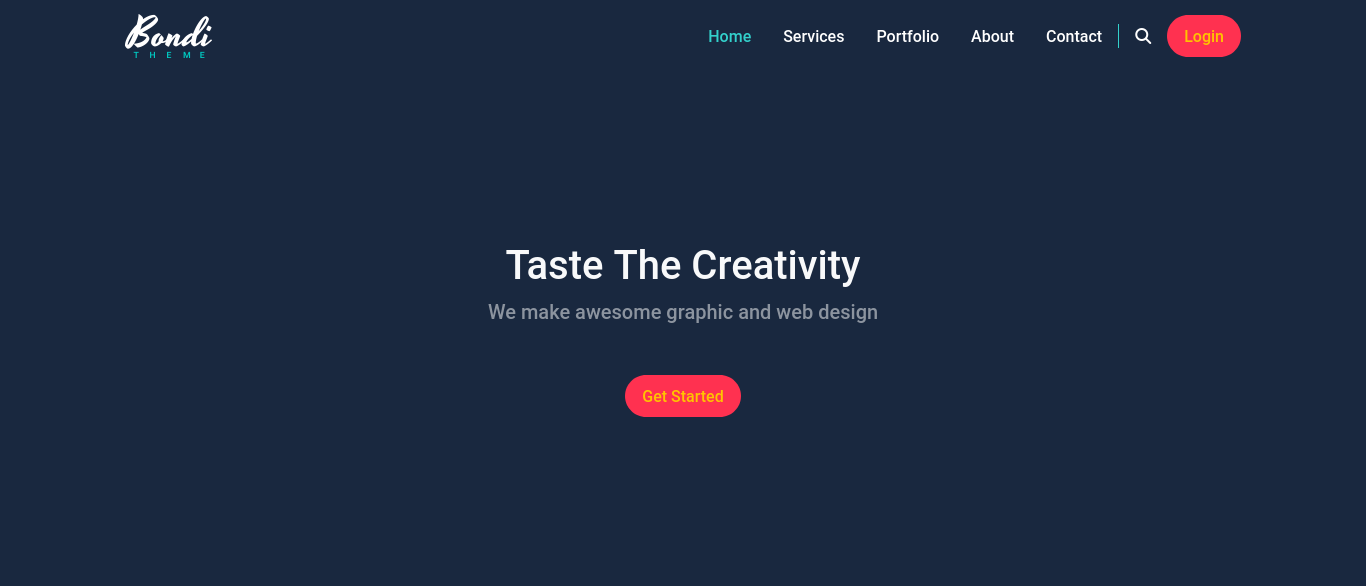 Bondi
THEME
Home Services Portfolio About Contact Login
Taste The Creativity
We make awesome graphic and web design
Get Started